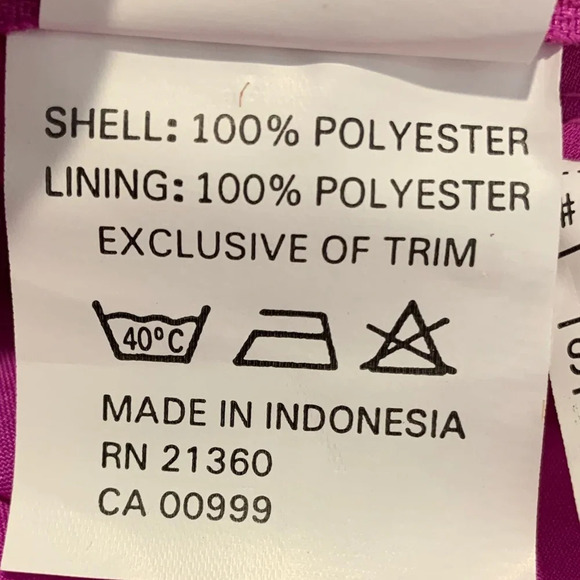 SHELL: 100% POLYESTER
LINING: 100% POLYESTER
EXCLUSIVE OF TRIM
40°C
MADE IN INDONESIA
RN 21360
CA 00999
#